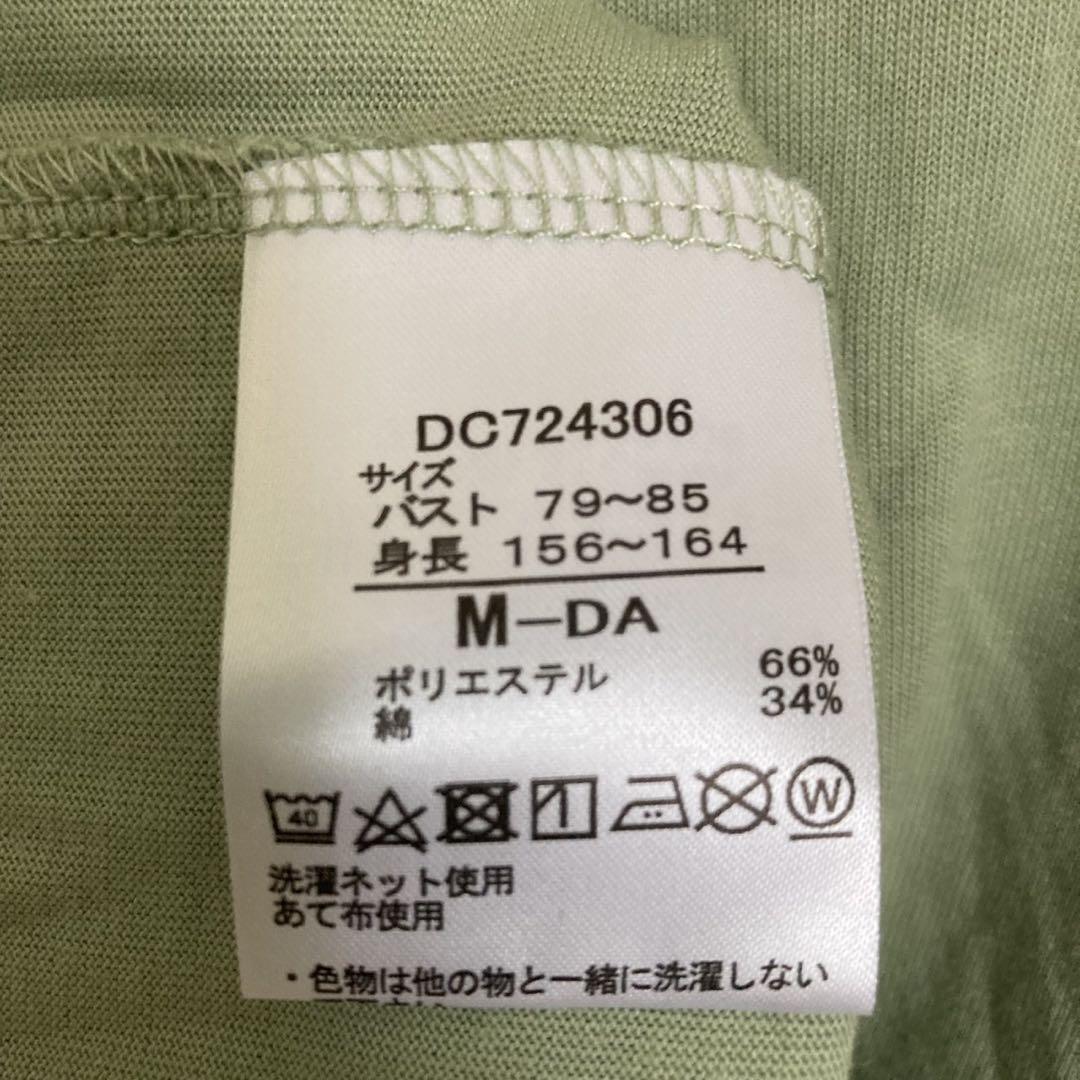 DC724306
サイズ
バスト 79〜85
身長 156〜164
M−DA
ポリエステル 66%
綿 34%
40
W
洗濯ネット使用
あて布使用
・色物は他の物と一緒に洗濯しない